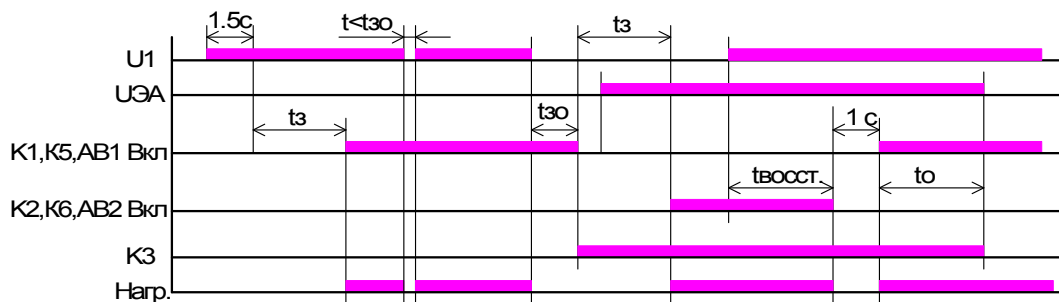 1.5с
t<tзо
tз
U1
UЭА
tзо
1 с
tз
К1,К5,АВ1 Вкл
tвосст.
tо
К2,К6,АВ2 Вкл
К3
Нагр.